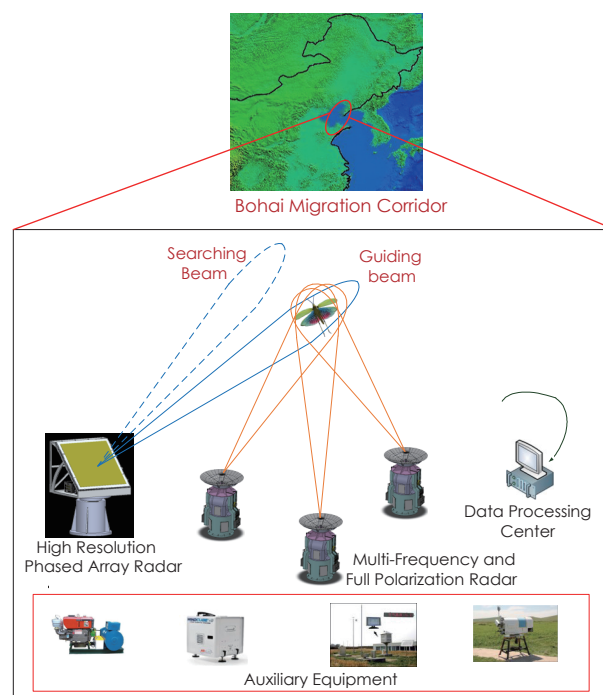 Bohai Migration Corridor
Searching
Beam
Guiding
beam
High Resolution
Phased Array Radar
Multi-Frequency and
Full Polarization Radar
Data Processing
Center
Auxiliary Equipment